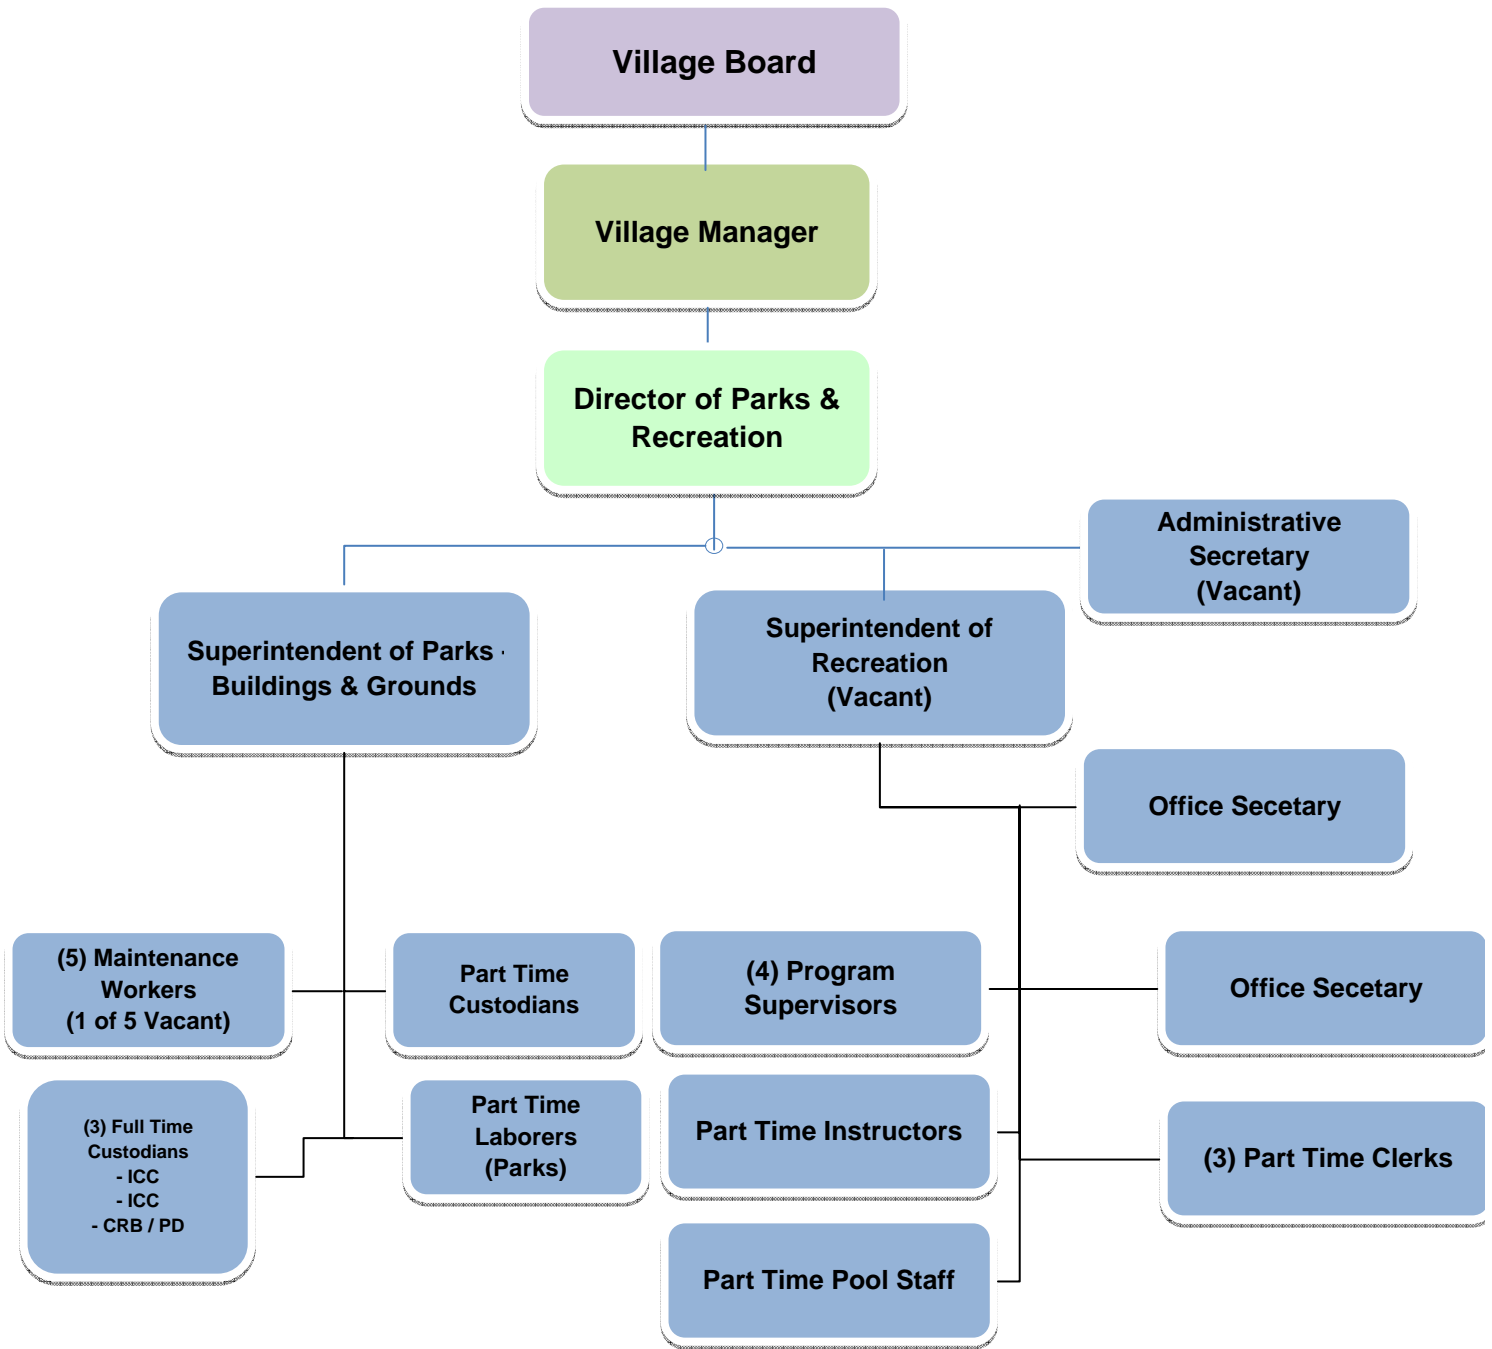 Village Board
Village Manager
Director of Parks &
Recreation
Administrative
Secretary
(Vacant)
Superintendent of Parks -
Buildings & Grounds
Superintendent of
Recreation
(Vacant)
Office Secetary
(5) Maintenance
Workers
(1 of 5 Vacant)
Part Time
Custodians
(4) Program
Supervisors
Office Secetary
(3) Full Time
Custodians
- ICC
- ICC
- CRB / PD
Part Time
Laborers
(Parks)
Part Time Instructors
(3) Part Time Clerks
Part Time Pool Staff